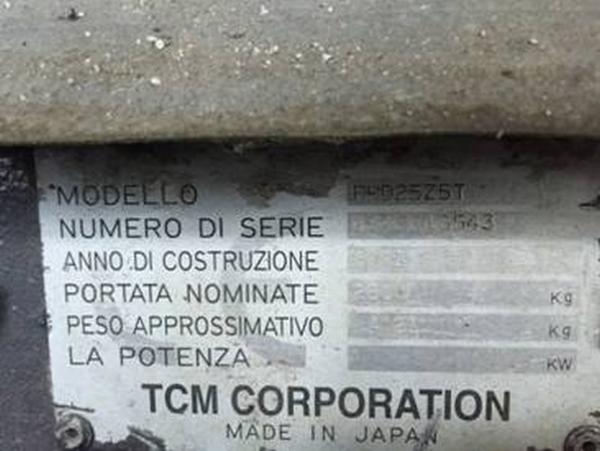 MODELLO
NUMERO DI SERIE
ANNO DI COSTRUZIONE
PORTATA NOMINATE Kg
PESO APPROSSIMATIVO Kg
LA POTENZA KW
TCM CORPORATION
MADE IN JAPAN